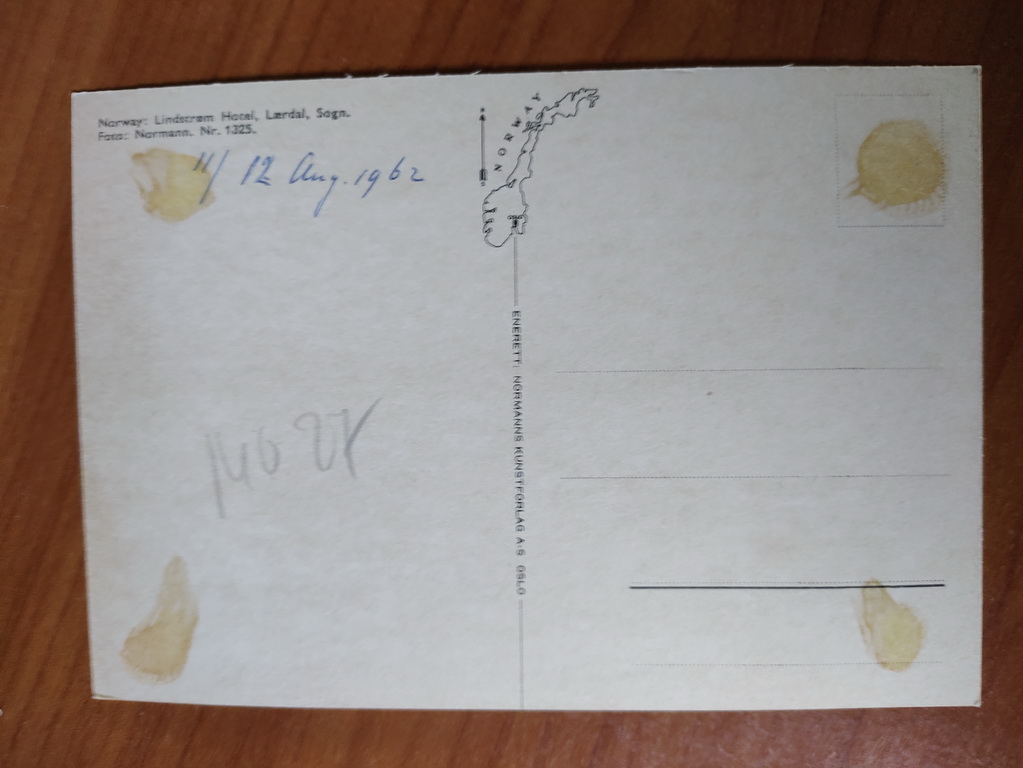 Norway: Lindstrøm Hotel, Lærdal, Sogn.
Foto: Normann. Nr. 1325.
11/12 Aug. 1962
NORWAY
ENERETT: NORMANNS KUNSTFORLAG A·S OSLO